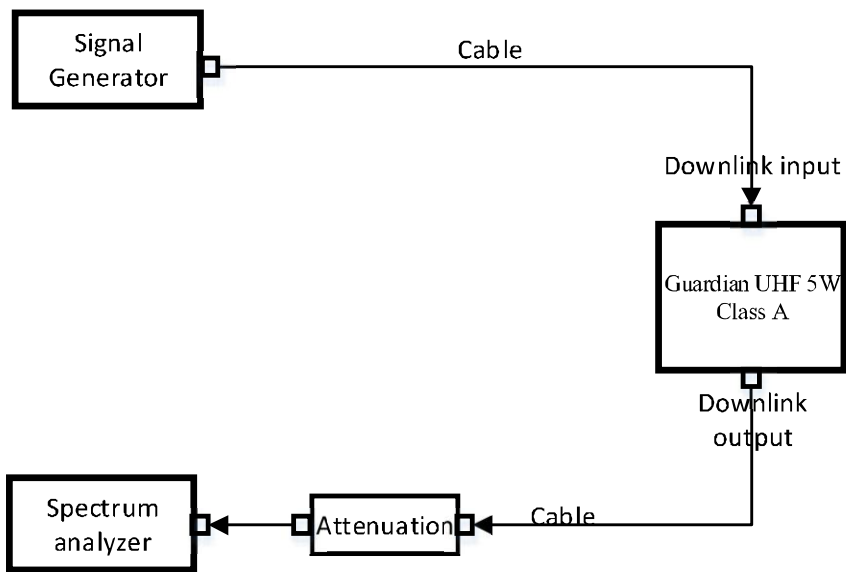 Signal
Generator
Cable
Downlink input
Guardian UHF 5W
Class A
Downlink
output
Cable
Attenuation
Spectrum
analyzer